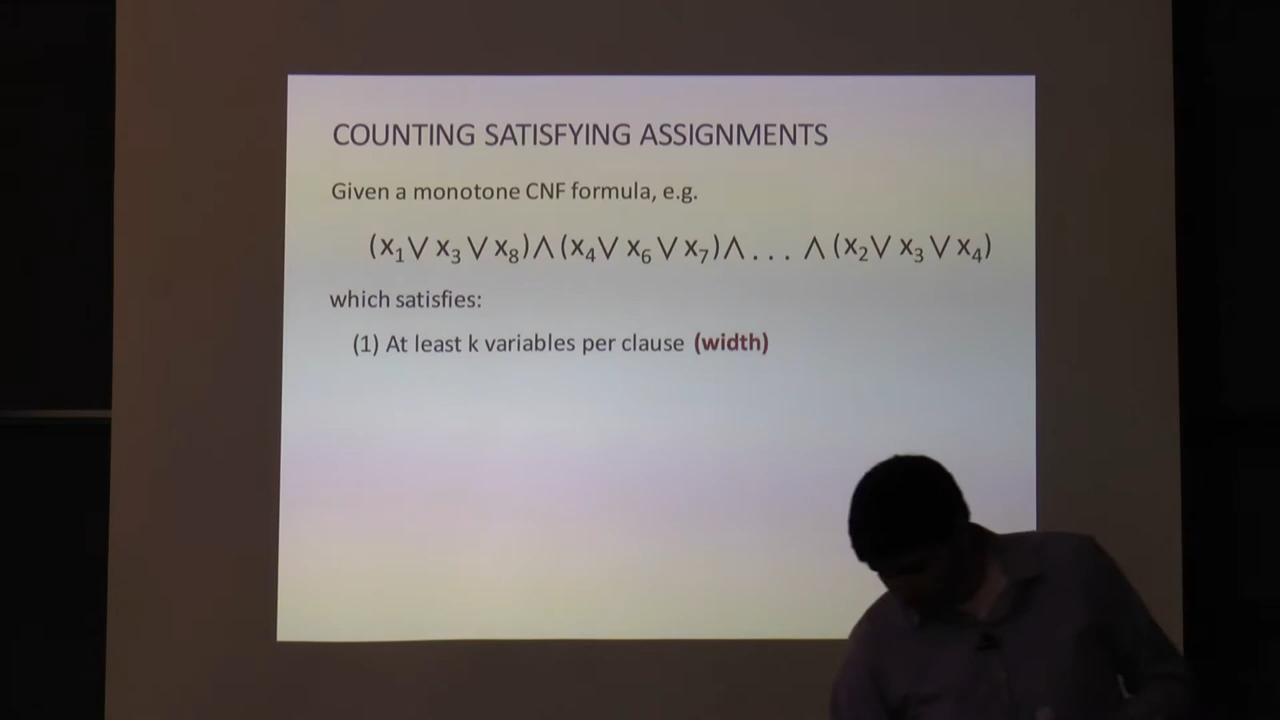 COUNTING SATISFYING ASSIGNMENTS
Given a monotone CNF formula, e.g.
(x₁∨ x₃ ∨ x₈)∧(x₄∨ x₆ ∨ x₇)∧. . . ∧(x₂∨ x₃ ∨ x₄)
which satisfies:
(1) At least k variables per clause (width)